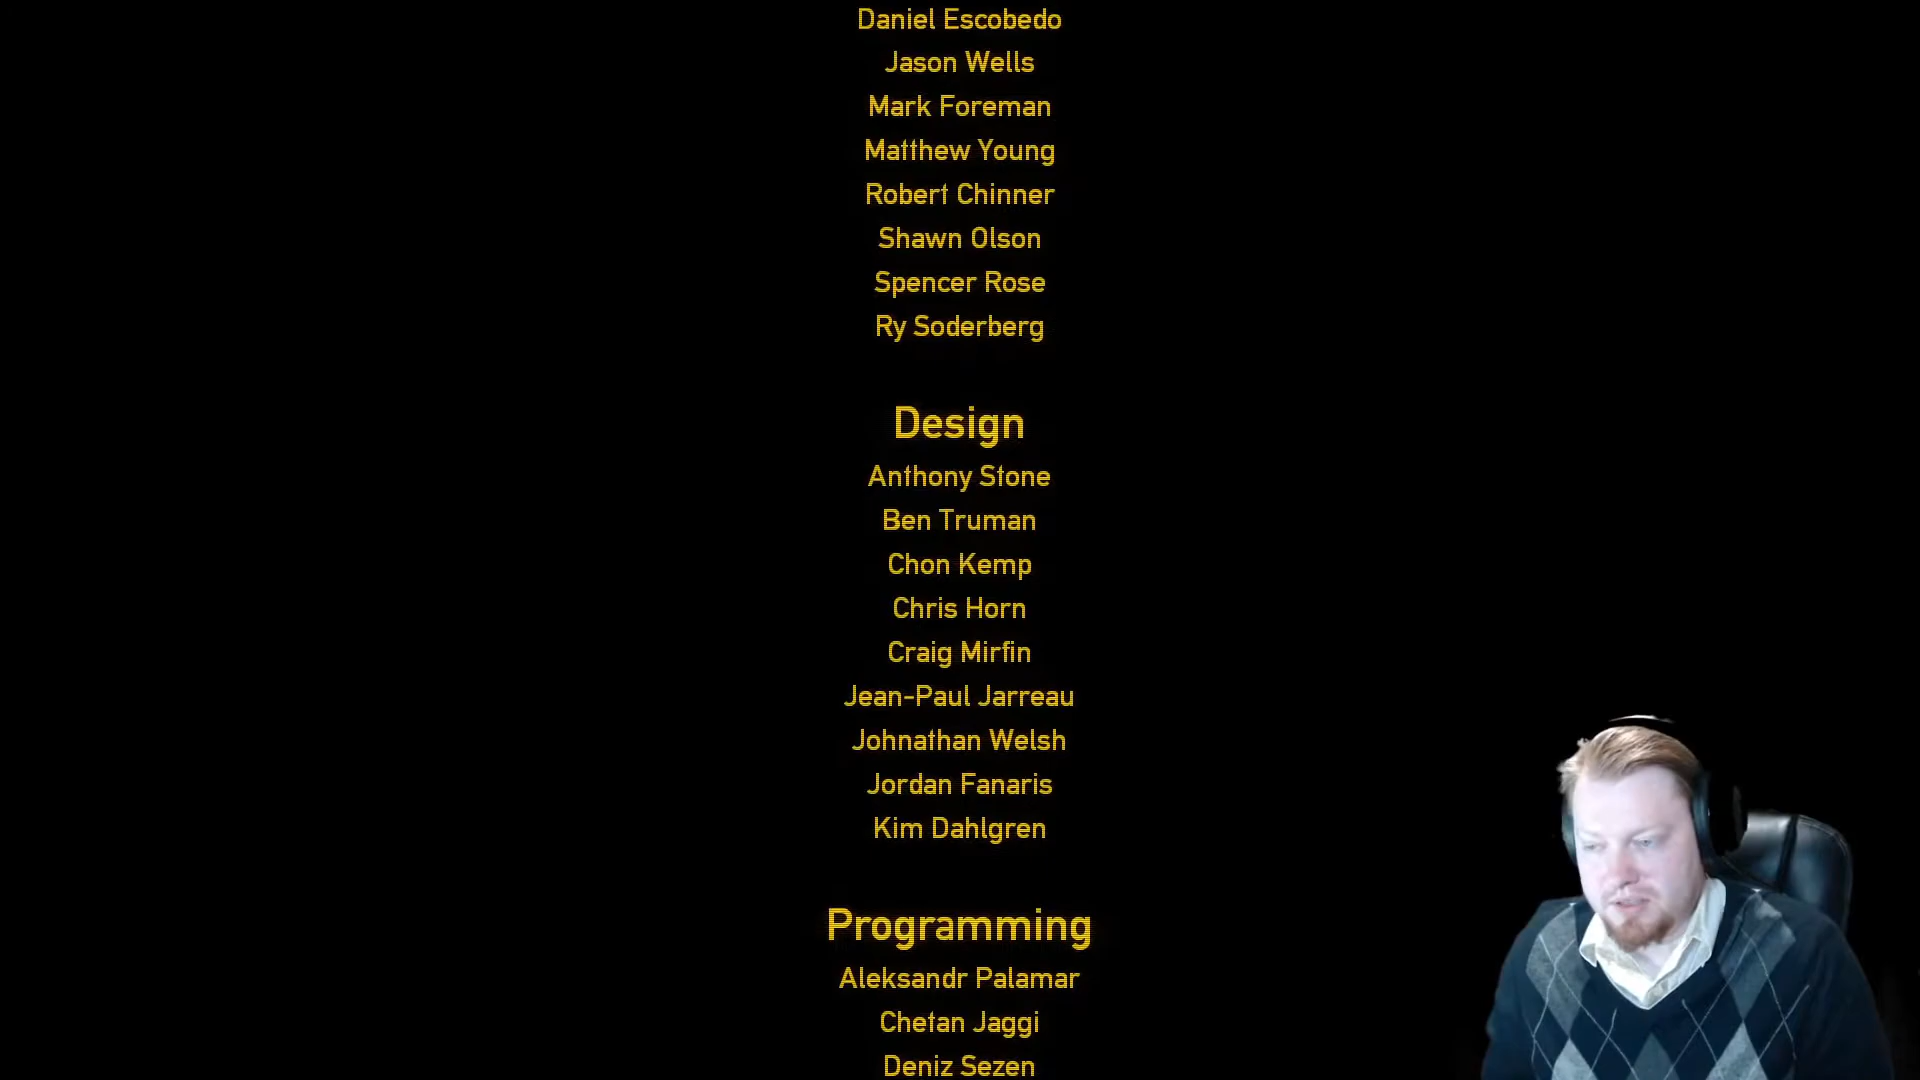 Daniel Escobedo
Jason Wells
Mark Foreman
Matthew Young
Robert Chinner
Shawn Olson
Spencer Rose
Ry Soderberg
Design
Anthony Stone
Ben Truman
Chon Kemp
Chris Horn
Craig Mirfin
Jean-Paul Jarreau
Johnathan Welsh
Jordan Fanaris
Kim Dahlgren
Programming
Aleksandr Palamar
Chetan Jaggi
Deniz Sezen